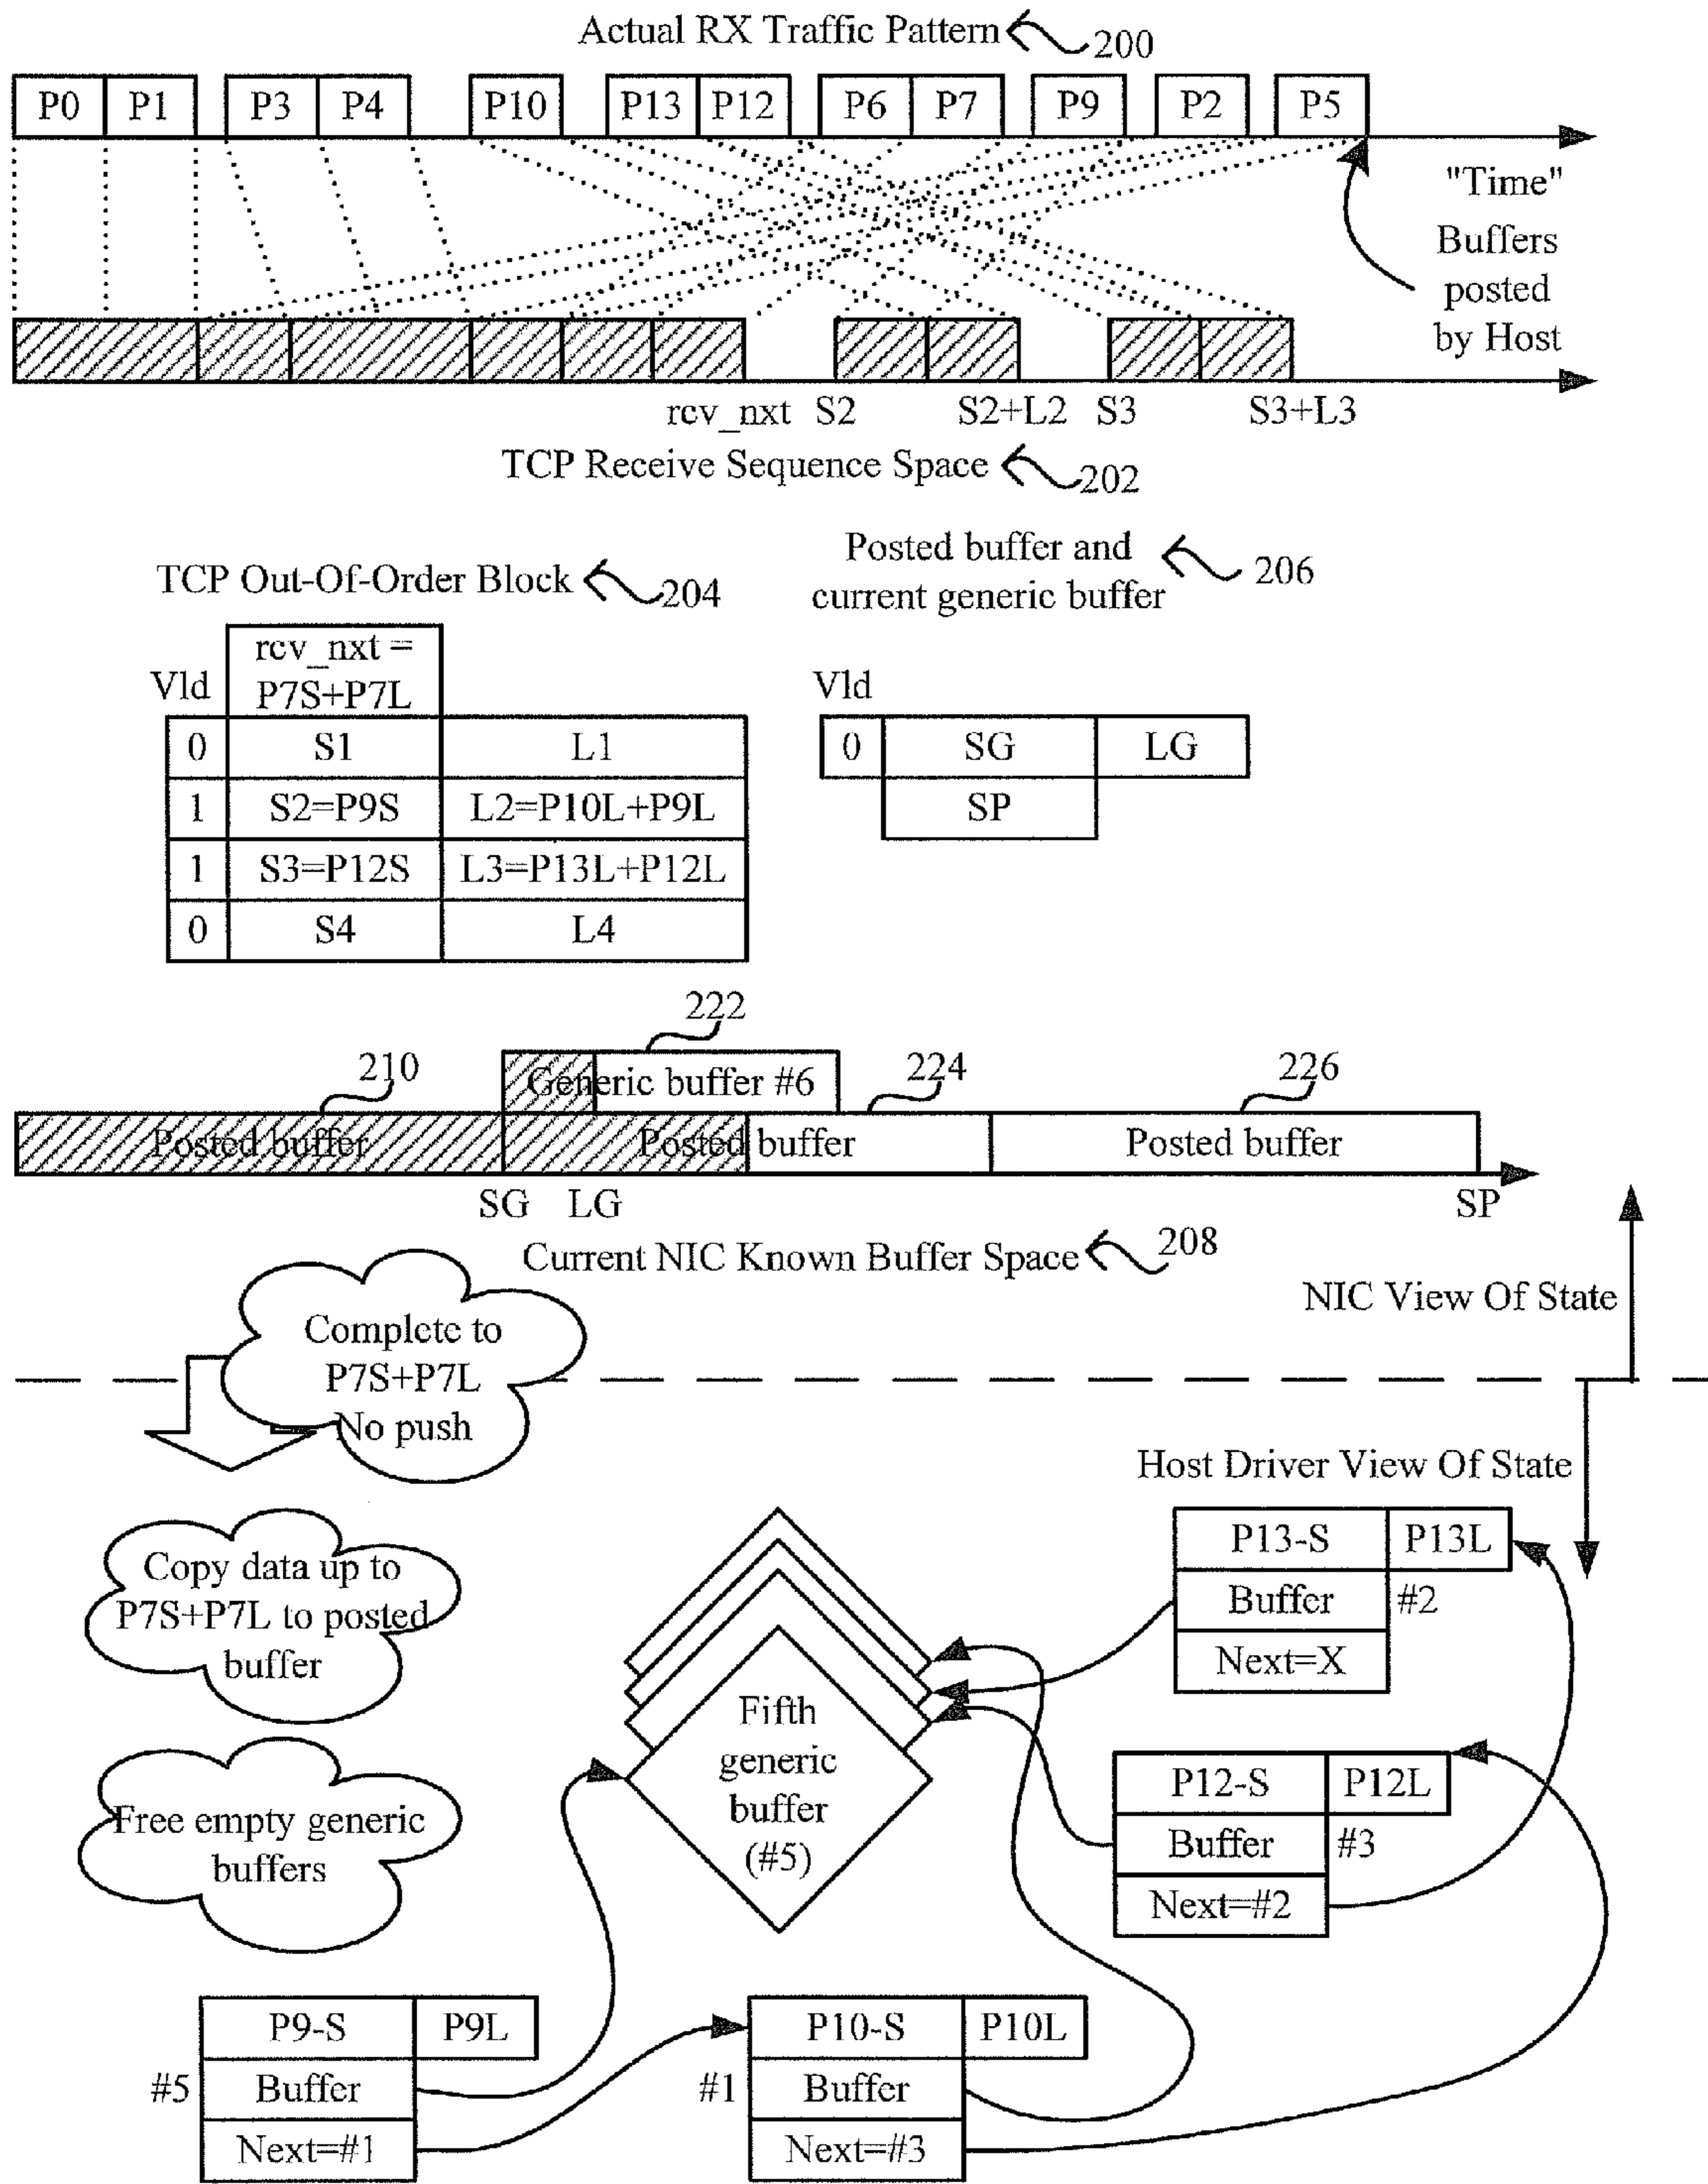 Actual RX Traffic Pattern 200
P0 P1 P3 P4 P10 P13 P12 P6 P7 P9 P2 P5
"Time"
Buffers
posted
by Host
rcv_nxt S2 S2+L2 S3 S3+L3
TCP Receive Sequence Space 202
TCP Out-Of-Order Block 204
Posted buffer and
current generic buffer
206
rcv_nxt =
Vld P7S+P7L
0 S1 L1
1 S2=P9S L2=P10L+P9L
1 S3=P12S L3=P13L+P12L
0 S4 L4
Vld
0 SG LG
SP
222
210 Generic buffer #6 224 226
Posted buffer Posted buffer Posted buffer
SG LG SP
Current NIC Known Buffer Space 208
NIC View Of State
Complete to
P7S+P7L
No push
Host Driver View Of State
Copy data up to
P7S+P7L to posted
buffer
P13-S P13L
Buffer #2
Next=X
Fifth
generic
buffer
(#5)
Free empty generic
buffers
P12-S P12L
Buffer #3
Next=#2
P9-S P9L
#5 Buffer
Next=#1
P10-S P10L
#1 Buffer
Next=#3